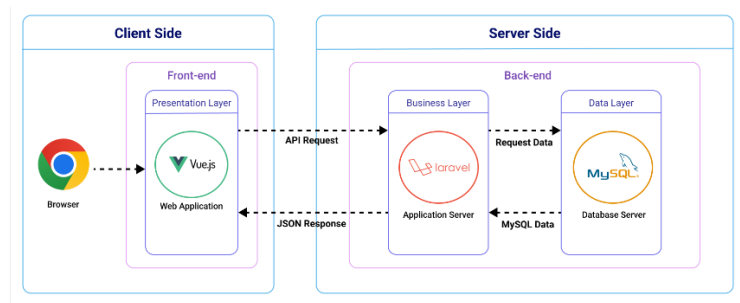 Client Side
Server Side
Front-end
Back-end
Presentation Layer
Business Layer
Data Layer
API Request
Request Data
Vue.js
laravel
MySQL
Browser
Web Application
Application Server
Database Server
JSON Response
MySQL Data